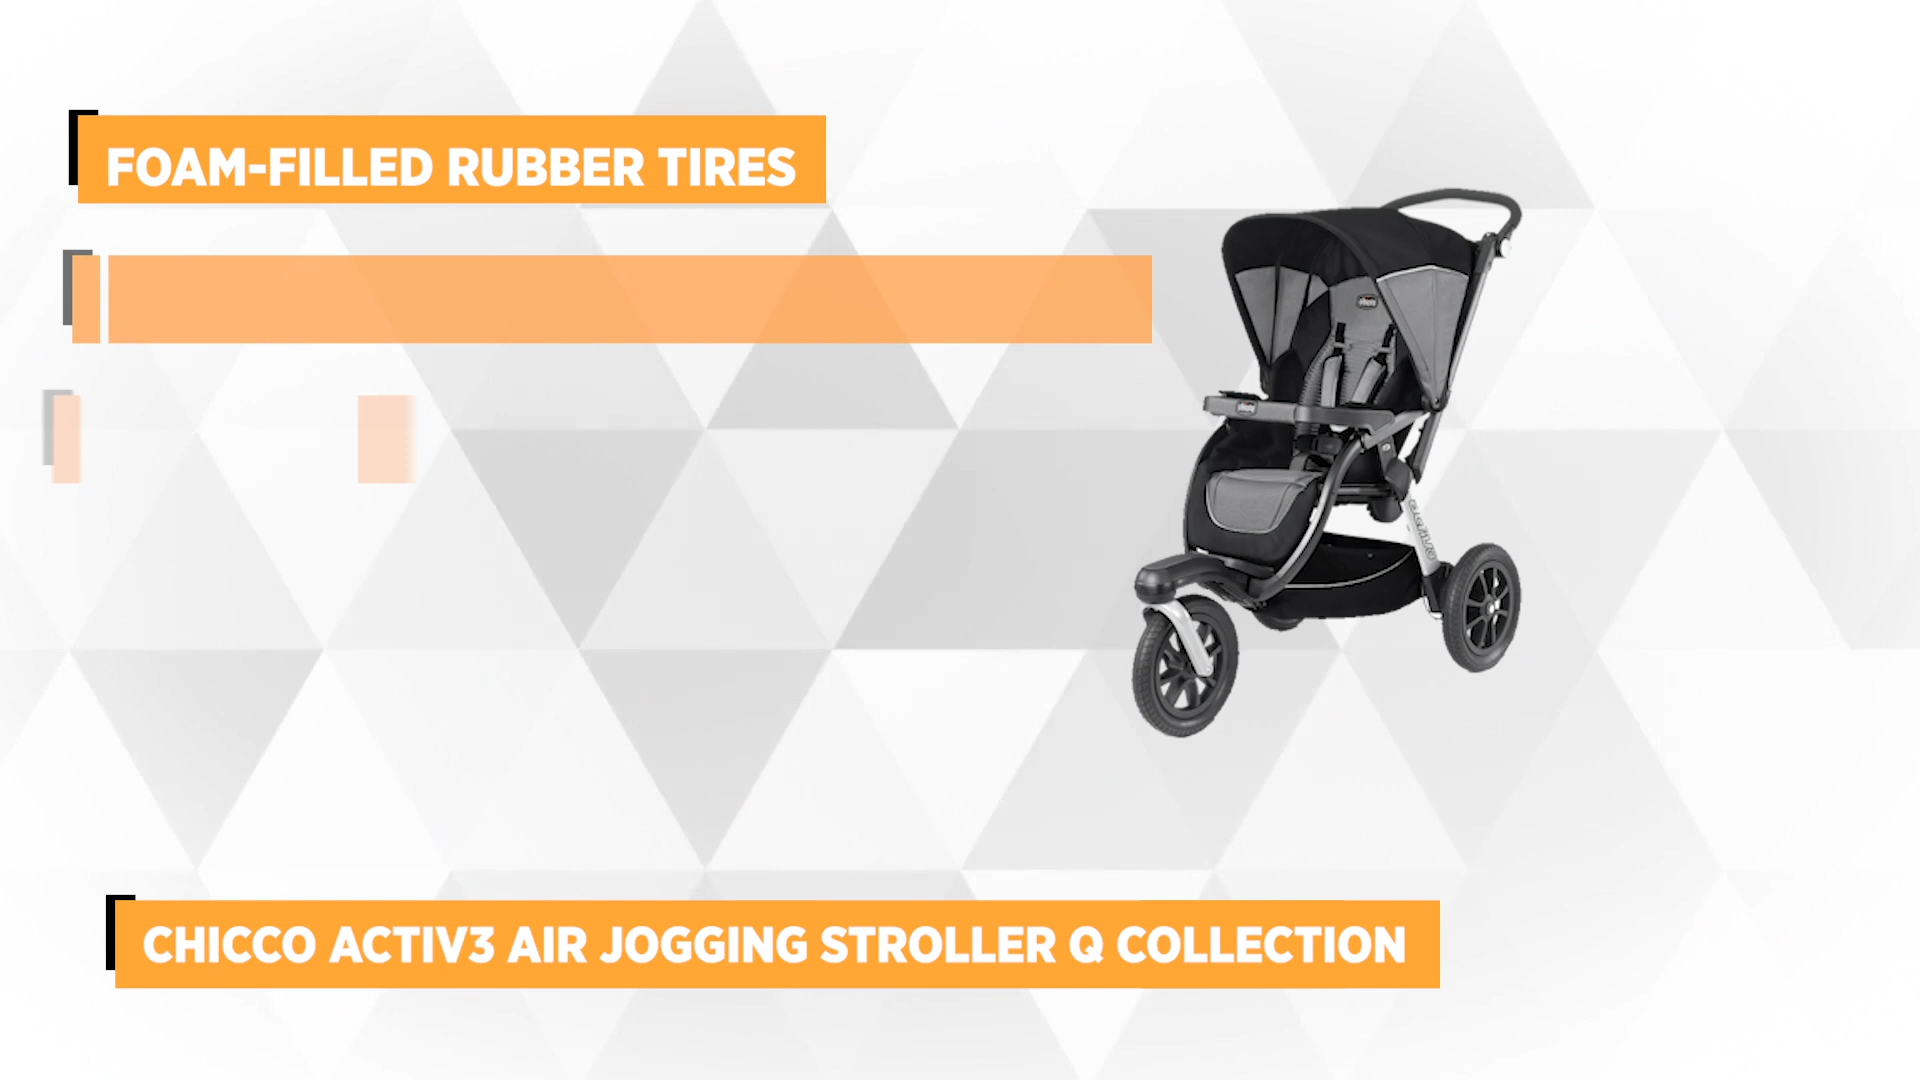 FOAM-FILLED RUBBER TIRES
CHICCO ACTIV3 AIR JOGGING STROLLER Q COLLECTION